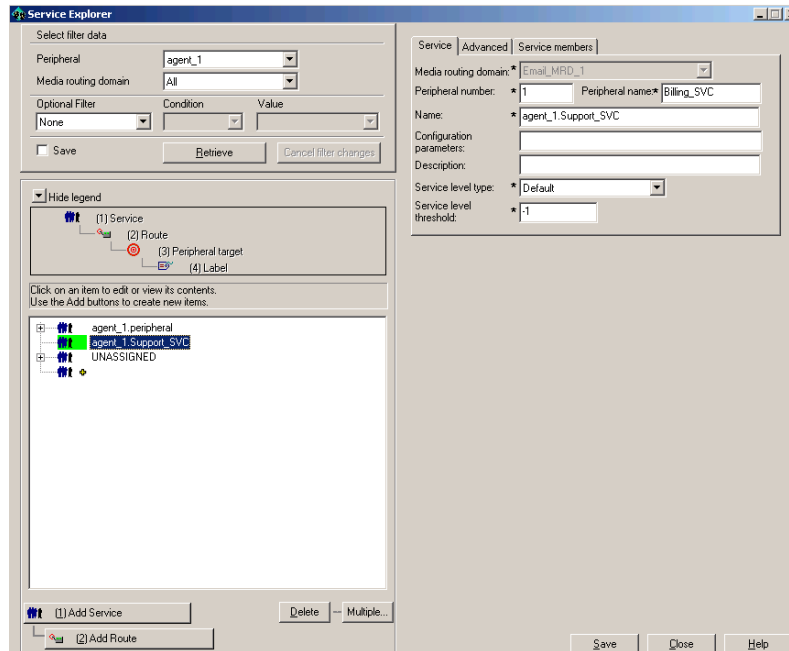 Service Explorer
Select filter data
Peripheral
agent_1
Media routing domain
All
Optional Filter
Condition
Value
None
Save
Retrieve
Cancel filter changes
Hide legend
(1) Service
(2) Route
(3) Peripheral target
(4) Label
Click on an item to edit or view its contents.
Use the Add buttons to create new items.
agent_1.peripheral
agent_1.Support_SVC
UNASSIGNED
(1) Add Service
Delete
Multiple...
(2) Add Route
Service
Advanced
Service members
Media routing domain:*
Email_MRD_1
Peripheral number: *
1
Peripheral name:*
Billing_SVC
Name: *
agent_1.Support_SVC
Configuration
parameters:
Description:
Service level type: *
Default
Service level
threshold: *
-1
Save
Close
Help